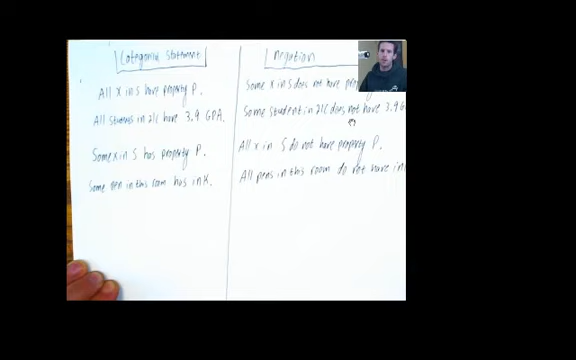 Categorical Statement
Negation
All x in S have property P.
Some x in S does not have
All students in 21C have 3.9 GPA.
Some student in 21C does not have 3.9 G
Some x in S has property P.
All x in S do not have property P.
Some pen in this room has ink.
All pens in this room do not have in